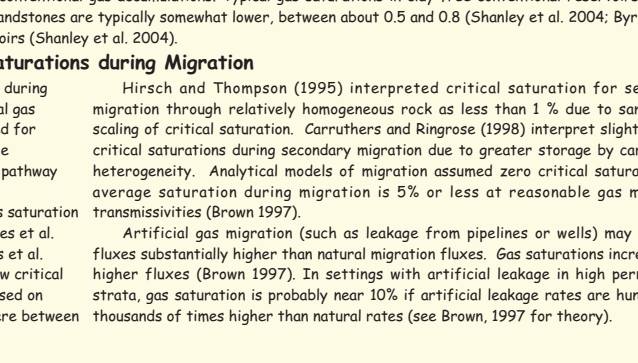 andstones are typically somewhat lower, between about 0.5 and 0.8 (Shanley et al. 2004; Byr
oirs (Shanley et al. 2004).
aturations during Migration
during
al gas
d for
e
pathway
s saturation
es et al.
s et al.
w critical
sed on
ere between
Hirsch and Thompson (1995) interpreted critical saturation for se
migration through relatively homogeneous rock as less than 1 % due to sam
scaling of critical saturation. Carruthers and Ringrose (1998) interpret slight
critical saturations during secondary migration due to greater storage by cap
heterogeneity. Analytical models of migration assumed zero critical satura
average saturation during migration is 5% or less at reasonable gas m
transmissivities (Brown 1997).
Artificial gas migration (such as leakage from pipelines or wells) may
fluxes substantially higher than natural migration fluxes. Gas saturations incre
higher fluxes (Brown 1997). In settings with artificial leakage in high perm
strata, gas saturation is probably near 10% if artificial leakage rates are hun
thousands of times higher than natural rates (see Brown, 1997 for theory).